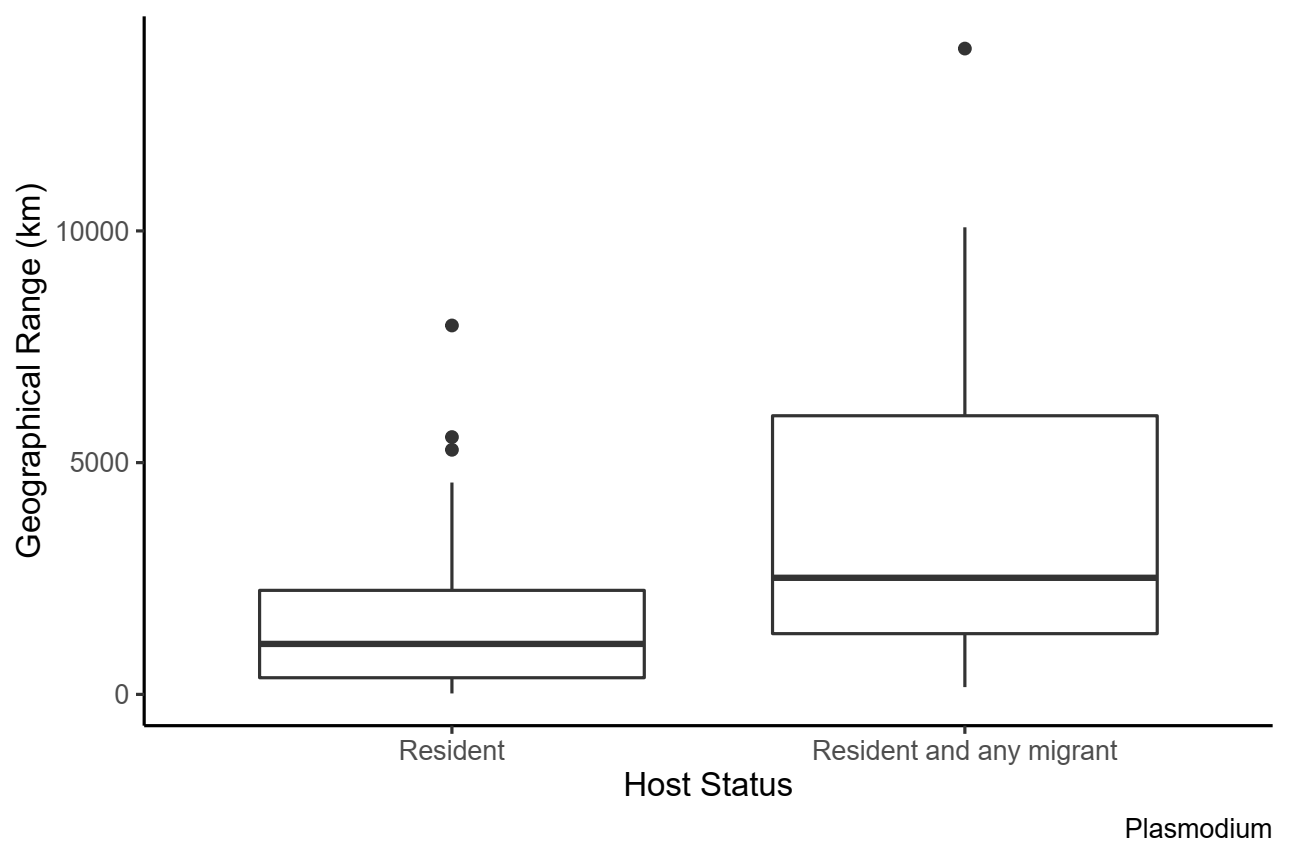 Geographical Range (km)
10000
5000
0
Resident
Resident and any migrant
Host Status
Plasmodium